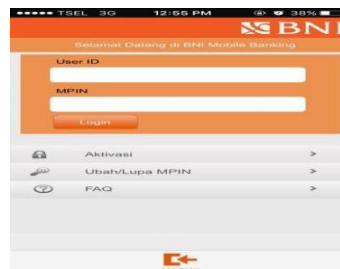 TSEL 3G 12:55 PM 38%
BNI
Selamat Datang di BNI Mobile Banking
User ID
MPIN
Login
Aktivasi >
Ubah/Lupa MPIN >
FAQ >